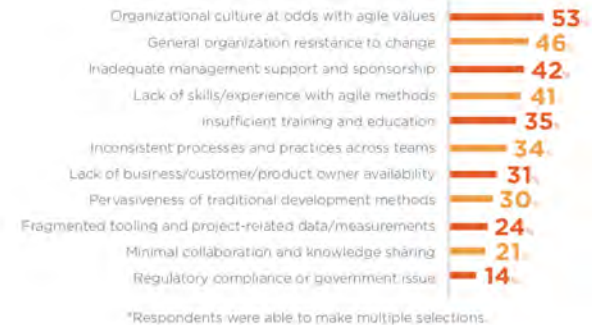 Organizational culture at odds with agile values 53%
General organization resistance to change 46%
Inadequate management support and sponsorship 42%
Lack of skills/experience with agile methods 41%
Insufficient training and education 35%
Inconsistent processes and practices across teams 34%
Lack of business/customer/product owner availability 31%
Pervasiveness of traditional development methods 30%
Fragmented tooling and project-related data/measurements 24%
Minimal collaboration and knowledge sharing 21%
Regulatory compliance or government issue 14%
*Respondents were able to make multiple selections.